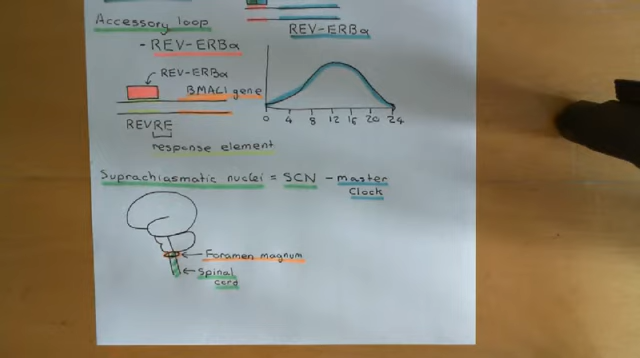 Accessory loop
REV-ERBα
- REV-ERBα
REV-ERBα
BMAL1 gene
REVRE
response element
0 4 8 12 16 20 24
Suprachiasmatic nuclei = SCN - master
clock
Foramen magnum
Spinal
cord